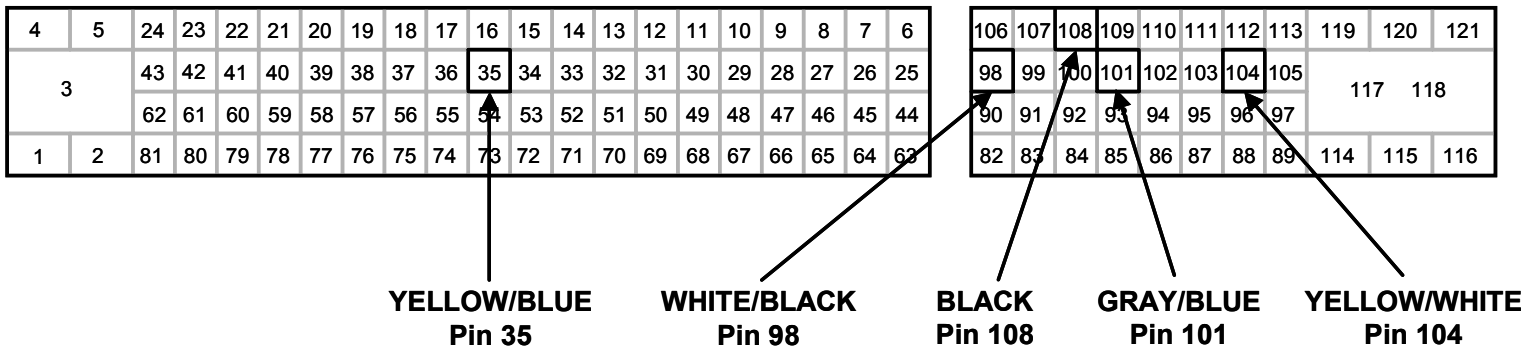 4 5 24 23 22 21 20 19 18 17 16 15 14 13 12 11 10 9 8 7 6
3 43 42 41 40 39 38 37 36 35 34 33 32 31 30 29 28 27 26 25
62 61 60 59 58 57 56 55 54 53 52 51 50 49 48 47 46 45 44
1 2 81 80 79 78 77 76 75 74 73 72 71 70 69 68 67 66 65 64 63
106 107 108 109 110 111 112 113 119 120 121
98 99 100 101 102 103 104 105 117 118
90 91 92 93 94 95 96 97
82 83 84 85 86 87 88 89 114 115 116
YELLOW/BLUE
Pin 35
WHITE/BLACK
Pin 98
BLACK
Pin 108
GRAY/BLUE
Pin 101
YELLOW/WHITE
Pin 104